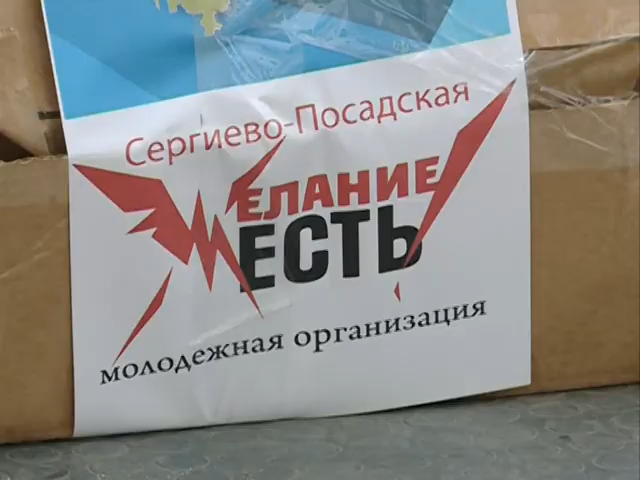 Сергиево-Посадская
ЖЕЛАНИЕ
ЕСТЬ
молодежная организация